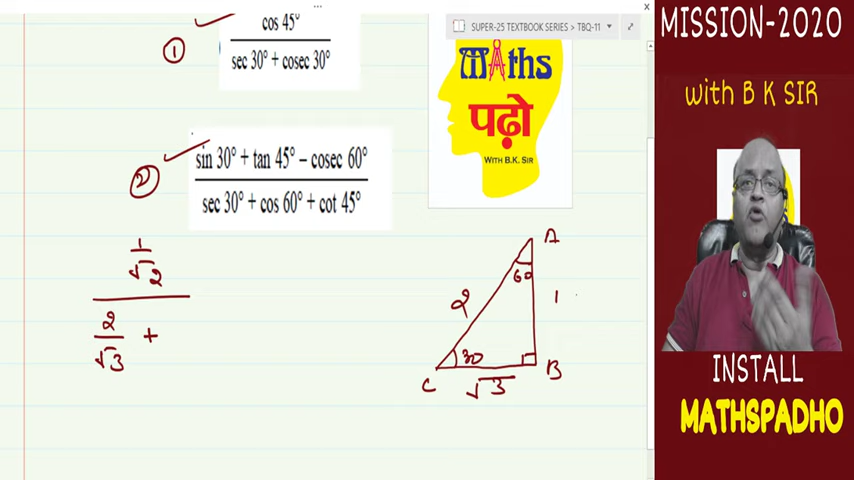 SUPER-25 TEXTBOOK SERIES > TBQ-11
MISSION-2020
with B K SIR
① cos 45°
sec 30° + cosec 30°
Maths
पढ़ो
WITH B.K. SIR
② sin 30° + tan 45° – cosec 60°
sec 30° + cos 60° + cot 45°
1
√2
2
√3 +
A
60
2
1
30
C
B
√3
INSTALL
MATHSPADHO